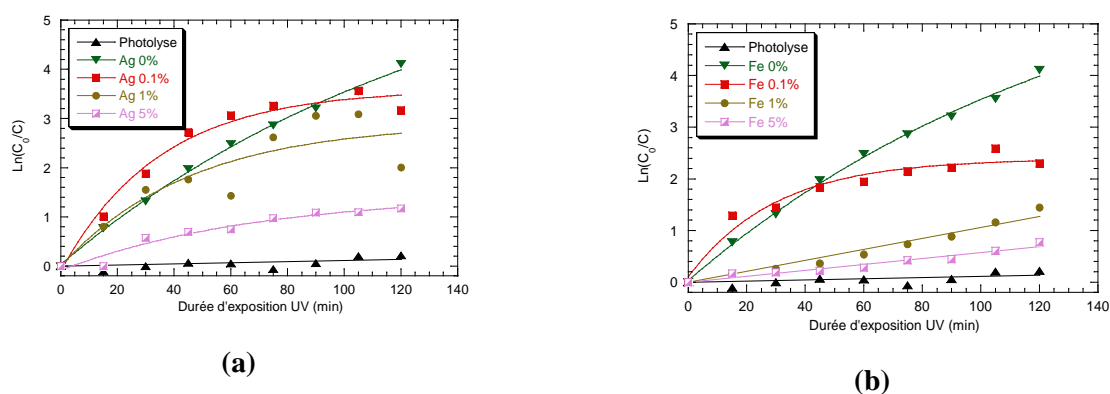 (a)
Ln(C₀/C)
5
4
3
2
1
0
Photolyse
Ag 0%
Ag 0.1%
Ag 1%
Ag 5%
0 20 40 60 80 100 120 140
Durée d'exposition UV (min)
(a)
(b)
Ln(C₀/C)
5
4
3
2
1
0
Photolyse
Fe 0%
Fe 0.1%
Fe 1%
Fe 5%
0 20 40 60 80 100 120 140
Durée d'exposition UV (min)
(b)